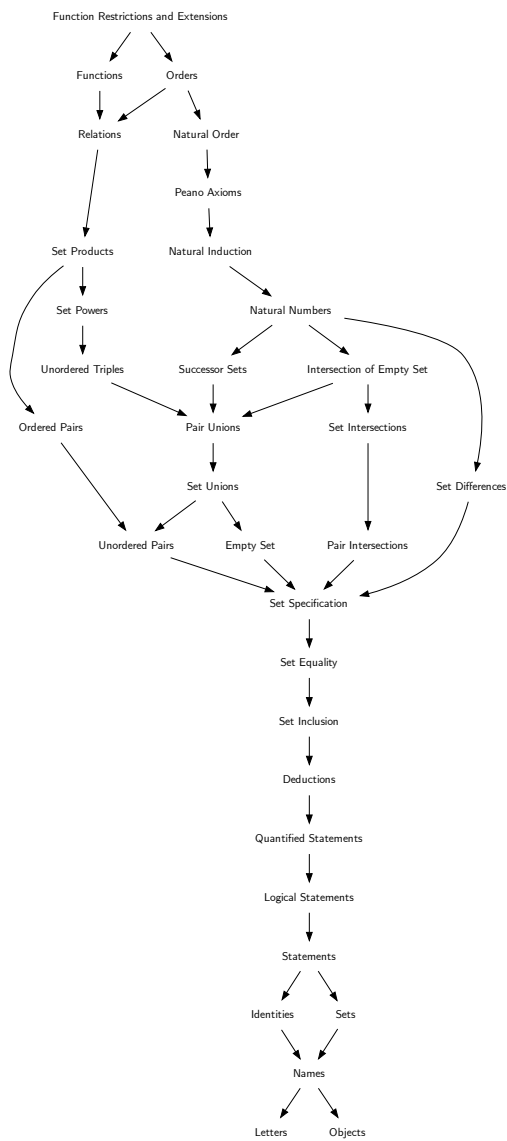 Function Restrictions and Extensions
Functions
Orders
Relations
Natural Order
Peano Axioms
Set Products
Natural Induction
Set Powers
Natural Numbers
Unordered Triples
Successor Sets
Intersection of Empty Set
Ordered Pairs
Pair Unions
Set Intersections
Set Unions
Set Differences
Unordered Pairs
Empty Set
Pair Intersections
Set Specification
Set Equality
Set Inclusion
Deductions
Quantified Statements
Logical Statements
Statements
Identities
Sets
Names
Letters
Objects